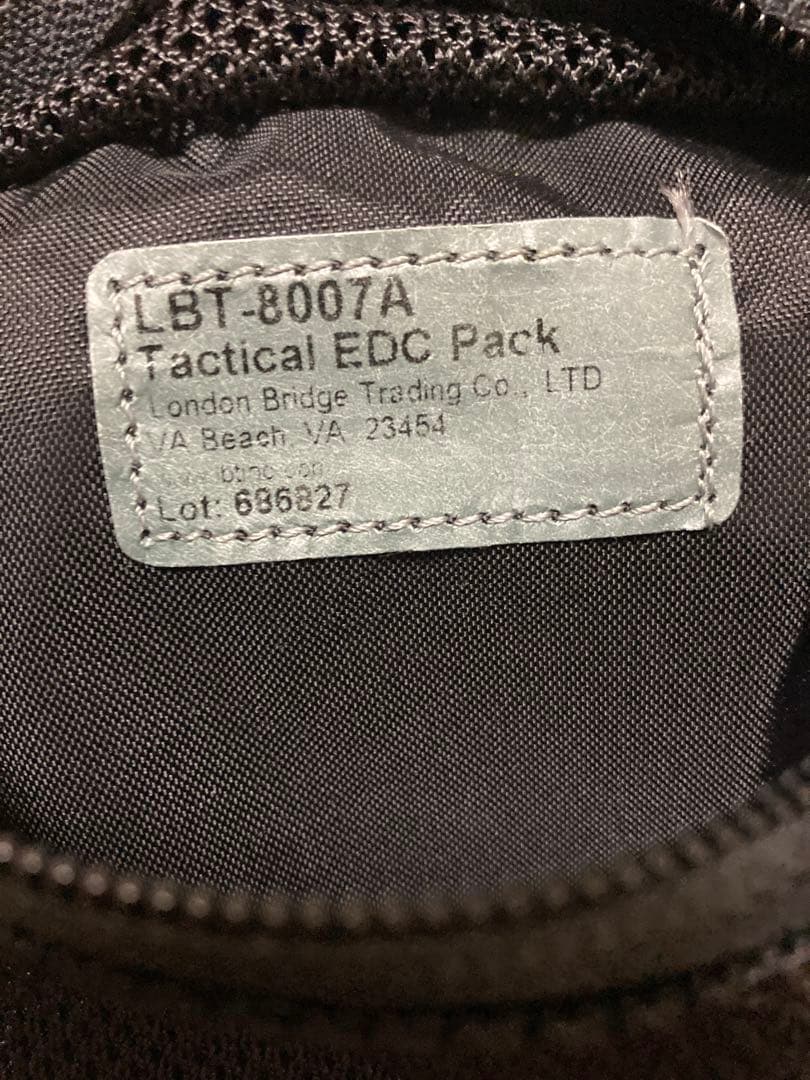 LBT-8007A
Tactical EDC Pack
London Bridge Trading Co., LTD
VA Beach, VA 23454
Lot: 686827